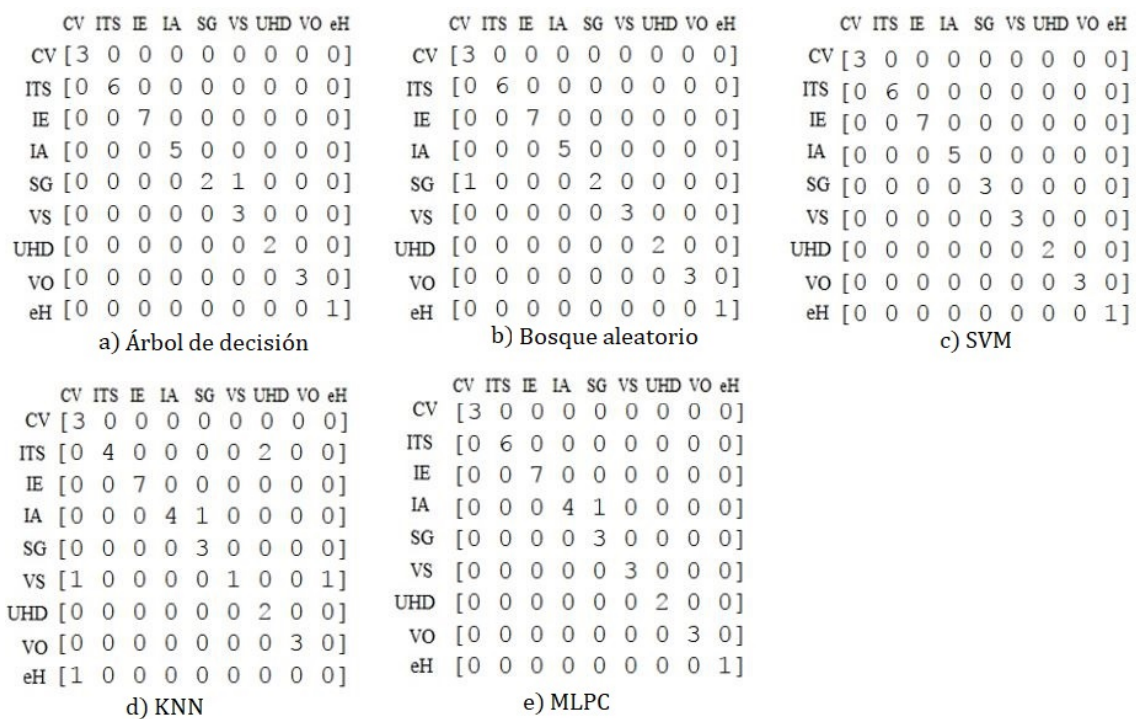 CV ITS IE IA SG VS UHD VO eH
CV [3 0 0 0 0 0 0 0 0]
ITS [0 6 0 0 0 0 0 0 0]
IE [0 0 7 0 0 0 0 0 0]
IA [0 0 0 5 0 0 0 0 0]
SG [0 0 0 0 2 1 0 0 0]
VS [0 0 0 0 0 3 0 0 0]
UHD [0 0 0 0 0 0 2 0 0]
VO [0 0 0 0 0 0 0 3 0]
eH [0 0 0 0 0 0 0 0 1]
a) Árbol de decisión
CV ITS IE IA SG VS UHD VO eH
CV [3 0 0 0 0 0 0 0 0]
ITS [0 6 0 0 0 0 0 0 0]
IE [0 0 7 0 0 0 0 0 0]
IA [0 0 0 5 0 0 0 0 0]
SG [1 0 0 0 2 0 0 0 0]
VS [0 0 0 0 0 3 0 0 0]
UHD [0 0 0 0 0 0 2 0 0]
VO [0 0 0 0 0 0 0 3 0]
eH [0 0 0 0 0 0 0 0 1]
b) Bosque aleatorio
CV ITS IE IA SG VS UHD VO eH
CV [3 0 0 0 0 0 0 0 0]
ITS [0 6 0 0 0 0 0 0 0]
IE [0 0 7 0 0 0 0 0 0]
IA [0 0 0 5 0 0 0 0 0]
SG [0 0 0 0 3 0 0 0 0]
VS [0 0 0 0 0 3 0 0 0]
UHD [0 0 0 0 0 0 2 0 0]
VO [0 0 0 0 0 0 0 3 0]
eH [0 0 0 0 0 0 0 0 1]
c) SVM
CV ITS IE IA SG VS UHD VO eH
CV [3 0 0 0 0 0 0 0 0]
ITS [0 4 0 0 0 0 2 0 0]
IE [0 0 7 0 0 0 0 0 0]
IA [0 0 0 4 1 0 0 0 0]
SG [0 0 0 0 3 0 0 0 0]
VS [1 0 0 0 0 1 0 0 1]
UHD [0 0 0 0 0 0 2 0 0]
VO [0 0 0 0 0 0 0 3 0]
eH [1 0 0 0 0 0 0 0 0]
d) KNN
CV ITS IE IA SG VS UHD VO eH
CV [3 0 0 0 0 0 0 0 0]
ITS [0 6 0 0 0 0 0 0 0]
IE [0 0 7 0 0 0 0 0 0]
IA [0 0 0 4 1 0 0 0 0]
SG [0 0 0 0 3 0 0 0 0]
VS [0 0 0 0 0 3 0 0 0]
UHD [0 0 0 0 0 0 2 0 0]
VO [0 0 0 0 0 0 0 3 0]
eH [0 0 0 0 0 0 0 0 1]
e) MLPC